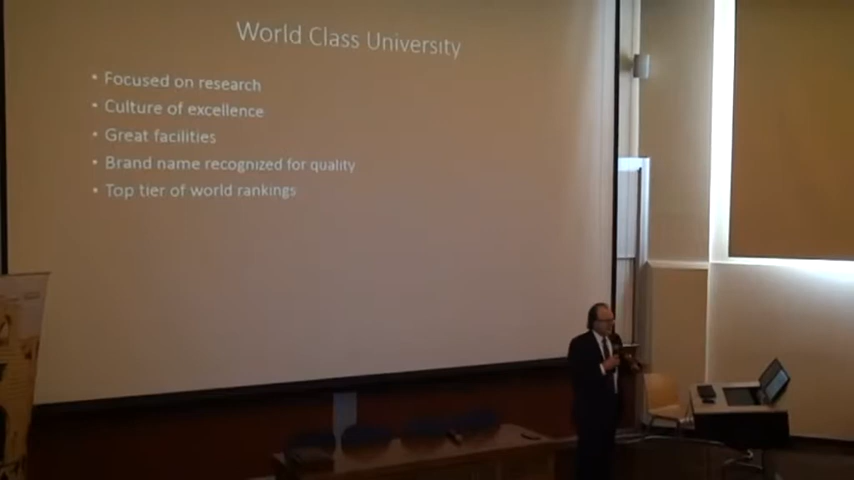 World Class University
• Focused on research
• Culture of excellence
• Great facilities
• Brand name recognized for quality
• Top tier of world rankings